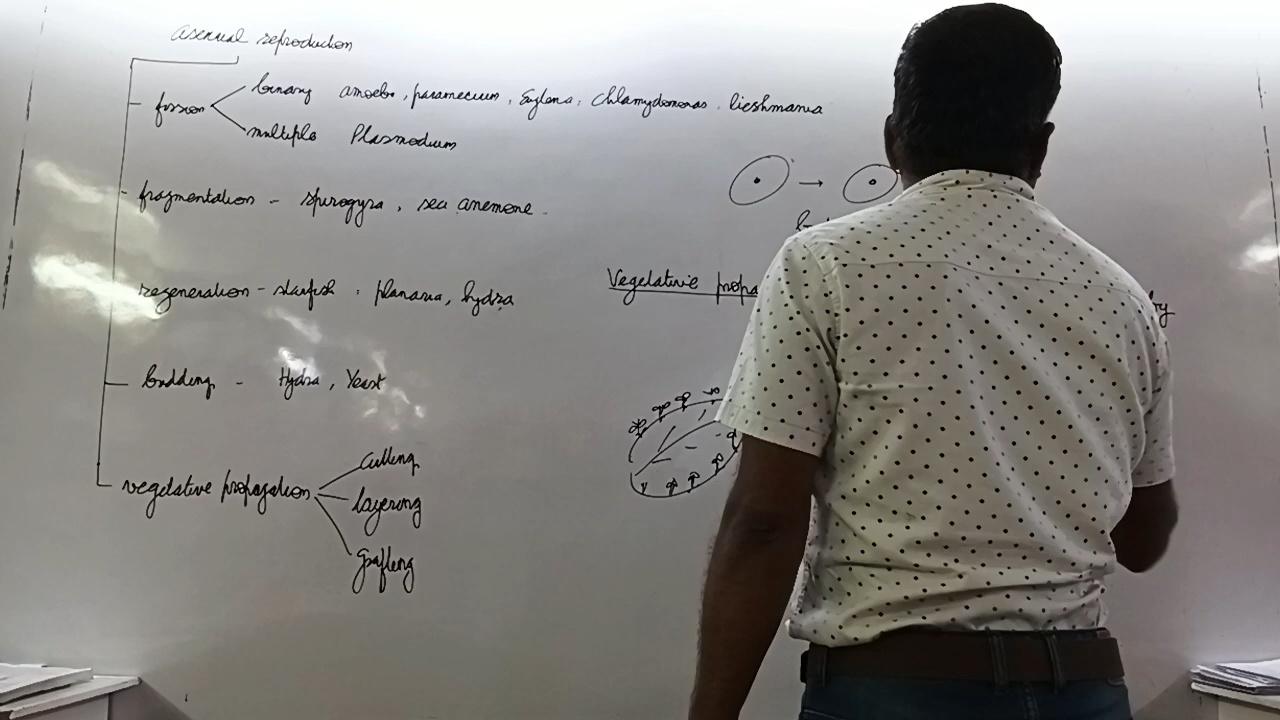 asexual reproduction
fission binary amoeba, paramecium, Euglena, Chlamydomonas, lieshmania
multiple Plasmodium
fragmentation - spirogyra, sea anemone.
regeneration - starfish, planaria, hydra
Vegetative propa
budding - Hydra, Yeast
vegetative propagation
Cutting
layering
grafting